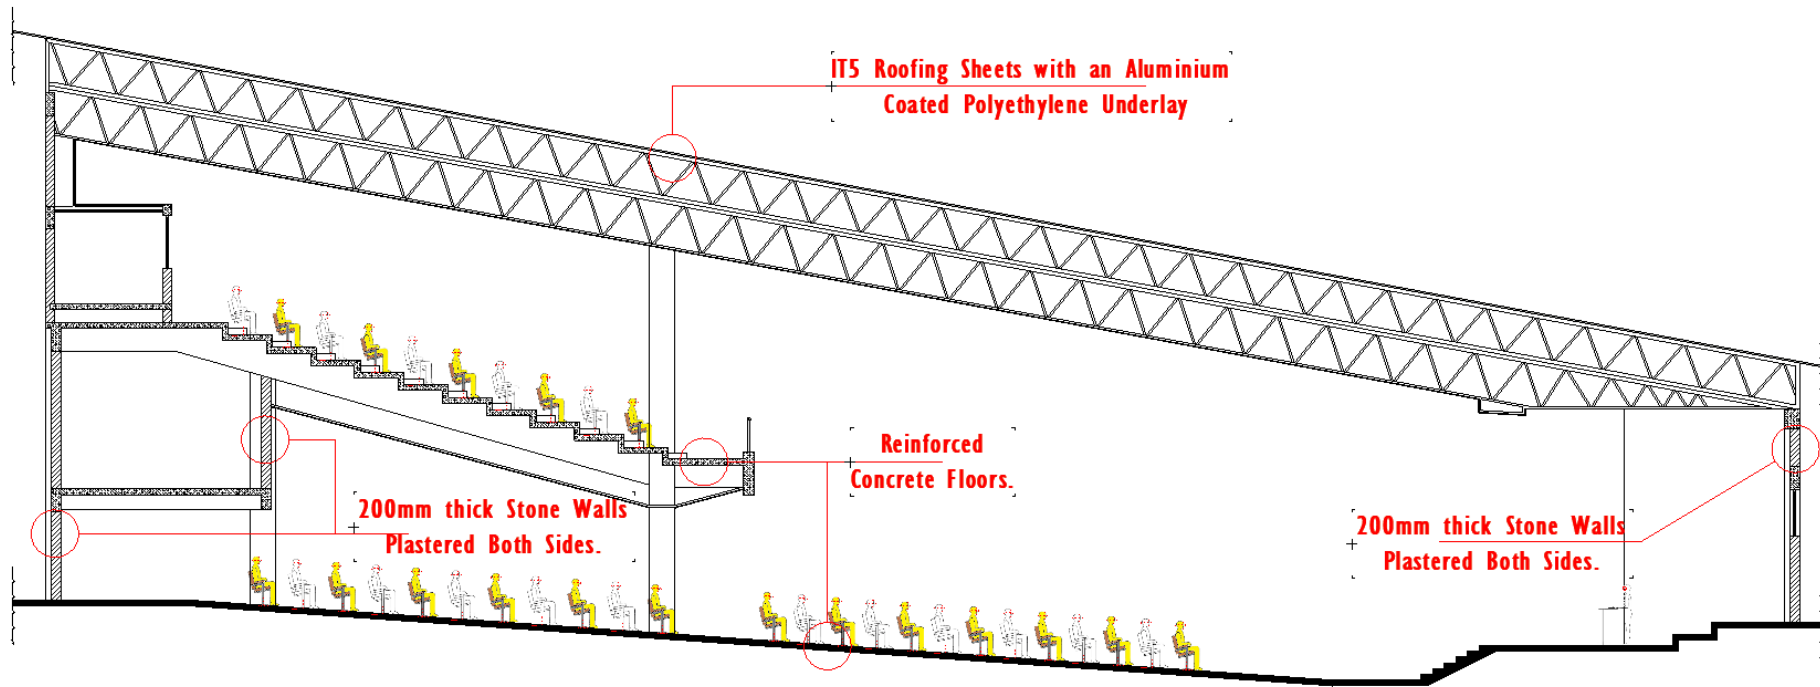 IT5 Roofing Sheets with an Aluminium
Coated Polyethylene Underlay
Reinforced
Concrete Floors.
200mm thick Stone Walls
Plastered Both Sides.
200mm thick Stone Walls
Plastered Both Sides.